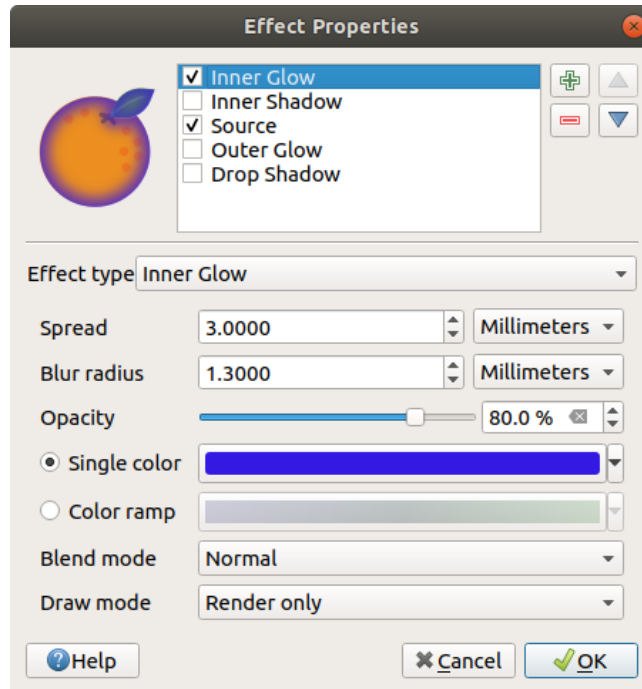 Effect Properties
Inner Glow
Inner Shadow
Source
Outer Glow
Drop Shadow
Effect type Inner Glow
Spread 3.0000 Millimeters
Blur radius 1.3000 Millimeters
Opacity 80.0 %
Single color
Color ramp
Blend mode Normal
Draw mode Render only
Help Cancel OK